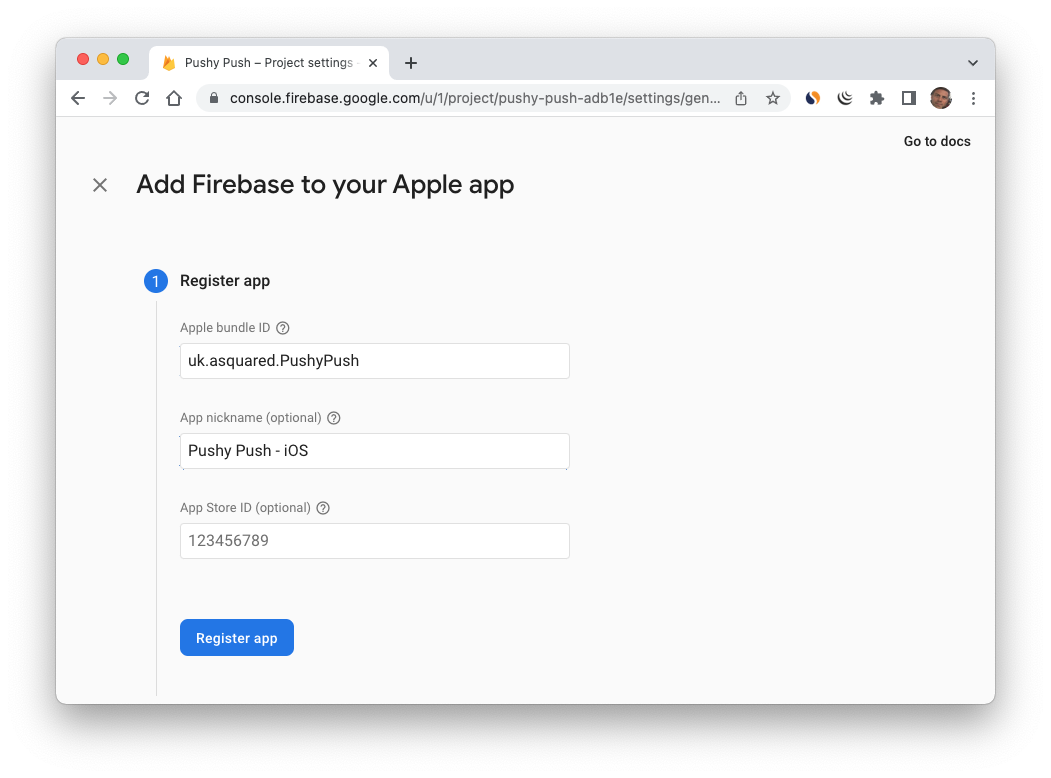 Pushy Push – Project settings -
console.firebase.google.com/u/1/project/pushy-push-adb1e/settings/gen...
Go to docs
Add Firebase to your Apple app
1 Register app
Apple bundle ID
uk.asquared.PushyPush
App nickname (optional)
Pushy Push - iOS
App Store ID (optional)
123456789
Register app